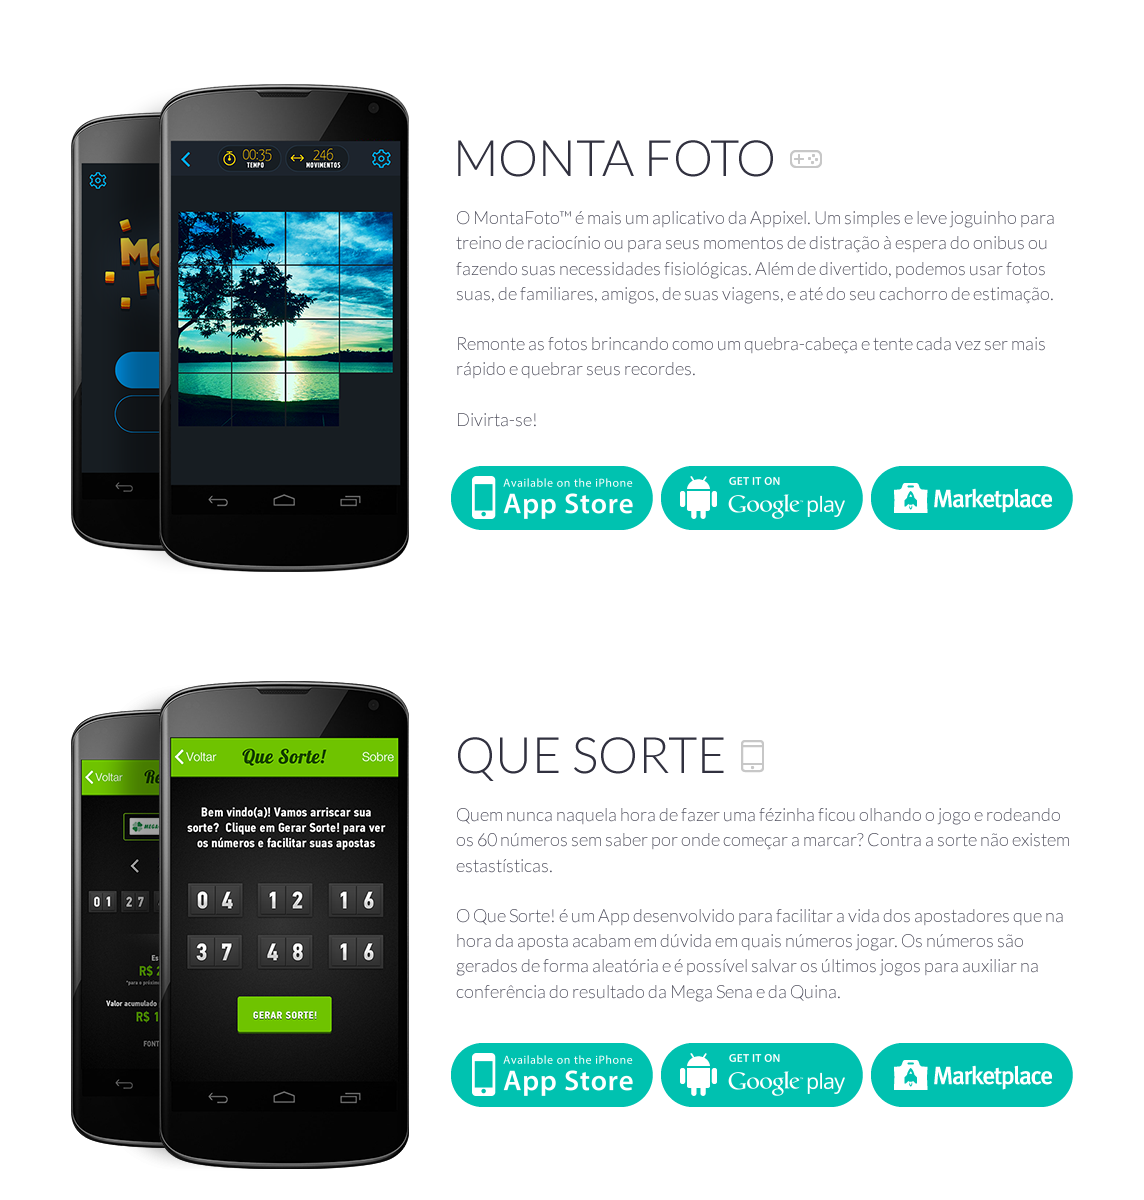 00:35
TEMPO
246
MOVIMENTOS
MONTA FOTO
O MontaFoto™ é mais um aplicativo da Appixel. Um simples e leve joguinho para
treino de raciocínio ou para seus momentos de distração à espera do onibus ou
fazendo suas necessidades fisiológicas. Além de divertido, podemos usar fotos
suas, de familiares, amigos, de suas viagens, e até do seu cachorro de estimação.
Remonte as fotos brincando como um quebra-cabeça e tente cada vez ser mais
rápido e quebrar seus recordes.
Divirta-se!
Available on the iPhone
App Store
GET IT ON
Google play
Marketplace
Voltar
01 27
R$ 2
Valor acumulado
R$ 1
FONT
Voltar
Que Sorte!
Sobre
Bem vindo(a)! Vamos arriscar sua
sorte? Clique em Gerar Sorte! para ver
os números e facilitar suas apostas
04 12 16
37 48 16
GERAR SORTE!
QUE SORTE
Quem nunca naquela hora de fazer uma fézinha ficou olhando o jogo e rodeando
os 60 números sem saber por onde começar a marcar? Contra a sorte não existem
estastísticas.
O Que Sorte! é um App desenvolvido para facilitar a vida dos apostadores que na
hora da aposta acabam em dúvida em quais números jogar. Os números são
gerados de forma aleatória e é possível salvar os últimos jogos para auxiliar na
conferência do resultado da Mega Sena e da Quina.
Available on the iPhone
App Store
GET IT ON
Google play
Marketplace